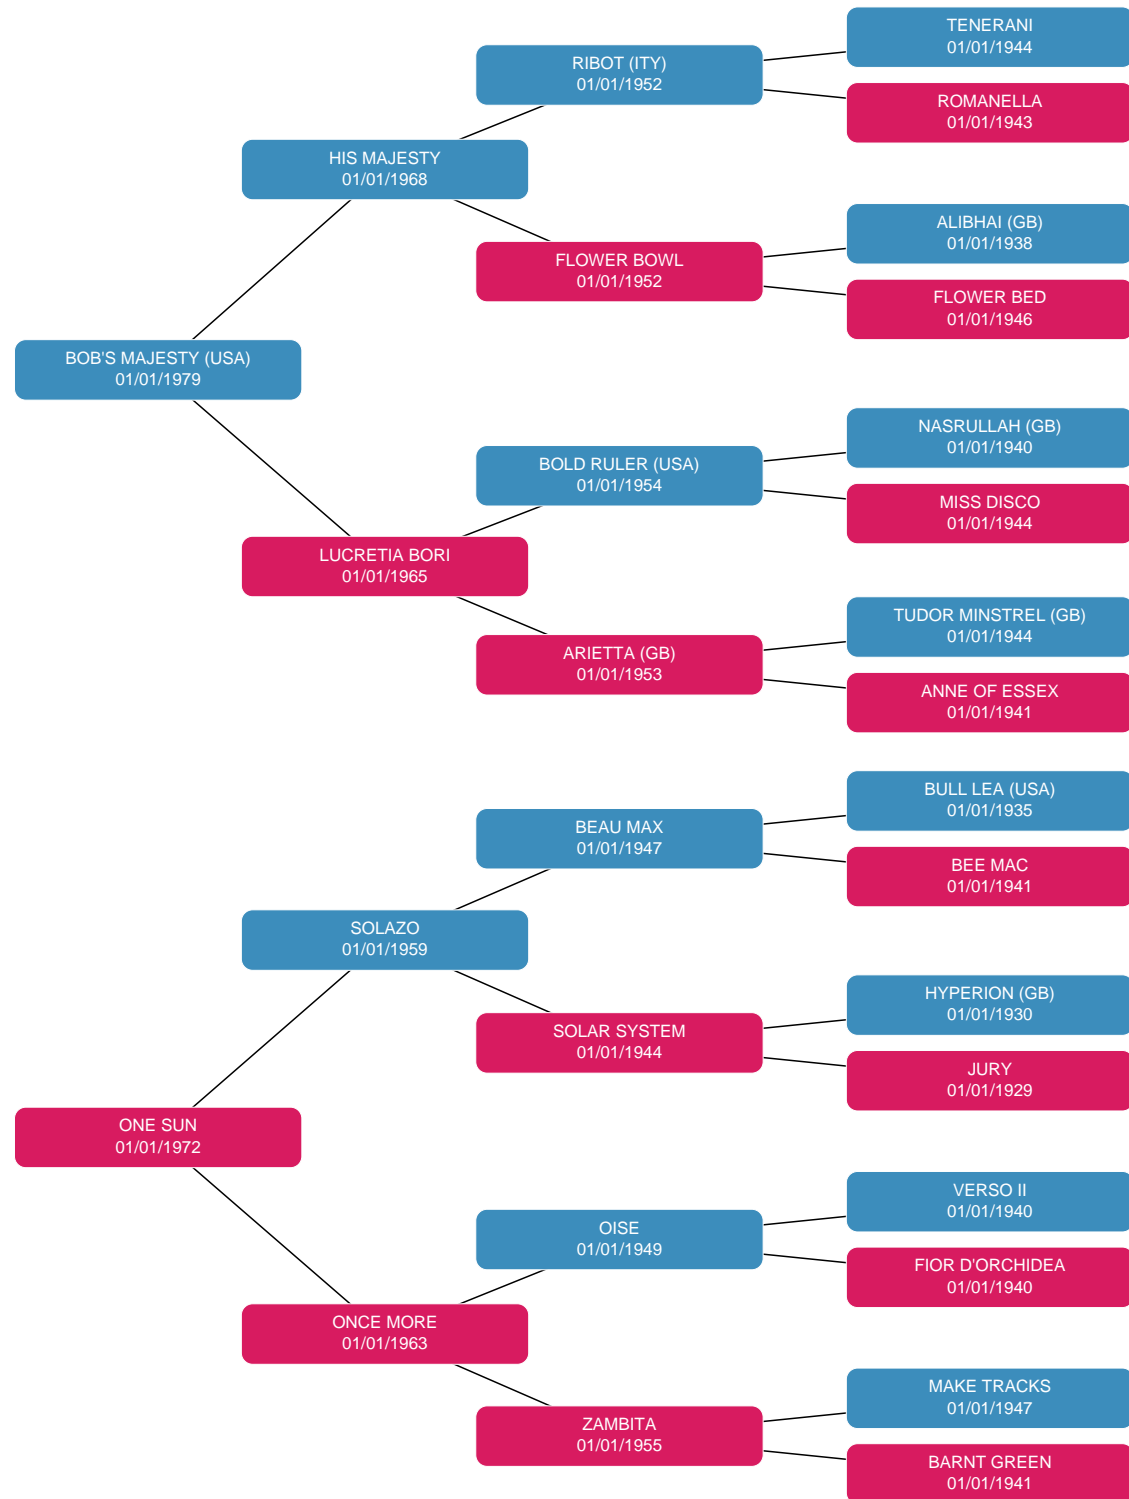 TENERANI
01/01/1944
RIBOT (ITY)
01/01/1952
ROMANELLA
01/01/1943
HIS MAJESTY
01/01/1968
ALIBHAI (GB)
01/01/1938
FLOWER BOWL
01/01/1952
FLOWER BED
01/01/1946
BOB'S MAJESTY (USA)
01/01/1979
NASRULLAH (GB)
01/01/1940
BOLD RULER (USA)
01/01/1954
MISS DISCO
01/01/1944
LUCRETIA BORI
01/01/1965
TUDOR MINSTREL (GB)
01/01/1944
ARIETTA (GB)
01/01/1953
ANNE OF ESSEX
01/01/1941
BULL LEA (USA)
01/01/1935
BEAU MAX
01/01/1947
BEE MAC
01/01/1941
SOLAZO
01/01/1959
HYPERION (GB)
01/01/1930
SOLAR SYSTEM
01/01/1944
JURY
01/01/1929
ONE SUN
01/01/1972
VERSO II
01/01/1940
OISE
01/01/1949
FIOR D'ORCHIDEA
01/01/1940
ONCE MORE
01/01/1963
MAKE TRACKS
01/01/1947
ZAMBITA
01/01/1955
BARNT GREEN
01/01/1941